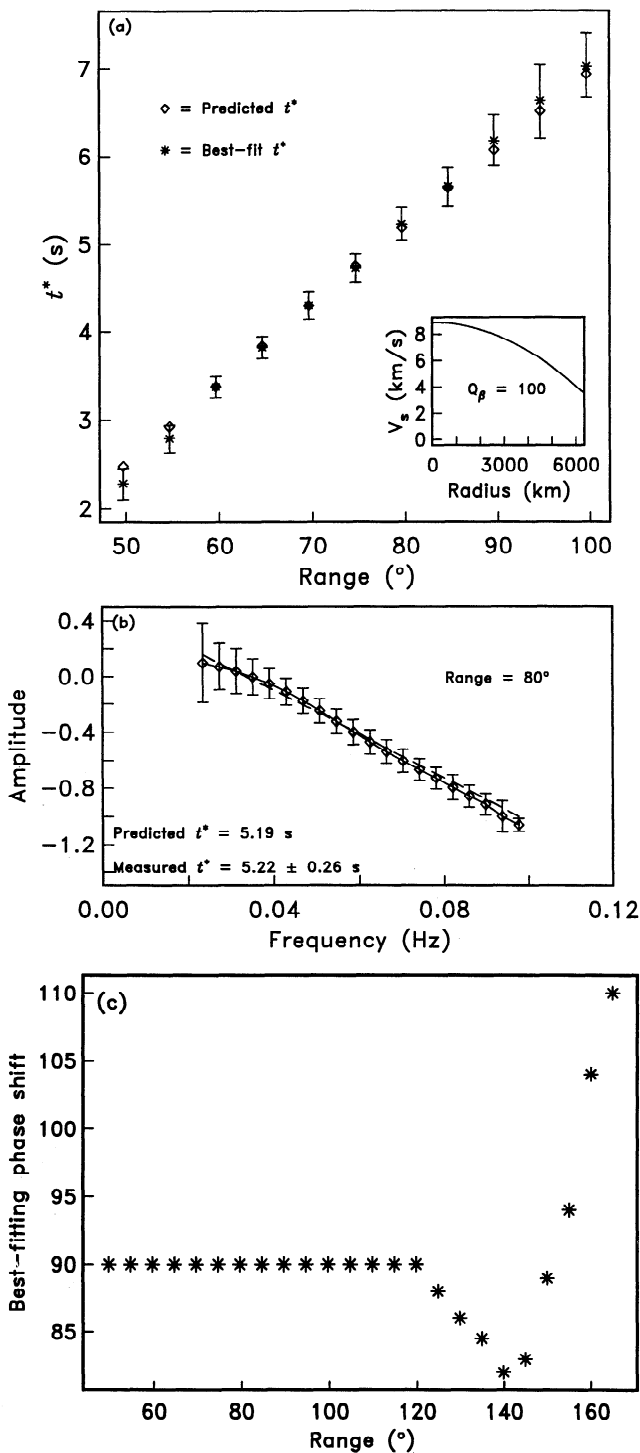 (a)
◇ = Predicted t*
* = Best-fit t*
7
6
5
4
3
2
t* (s)
8
6
4
2
0
V_s (km/s)
Q_β = 100
0 3000 6000
Radius (km)
50 60 70 80 90 100
Range (°)
(b)
0.4
0.0
-0.4
-0.8
-1.2
Amplitude
Range = 80°
Predicted t* = 5.19 s
Measured t* = 5.22 ± 0.26 s
0.00 0.04 0.08 0.12
Frequency (Hz)
(c)
110
105
100
95
90
85
Best-fitting phase shift
60 80 100 120 140 160
Range (°)